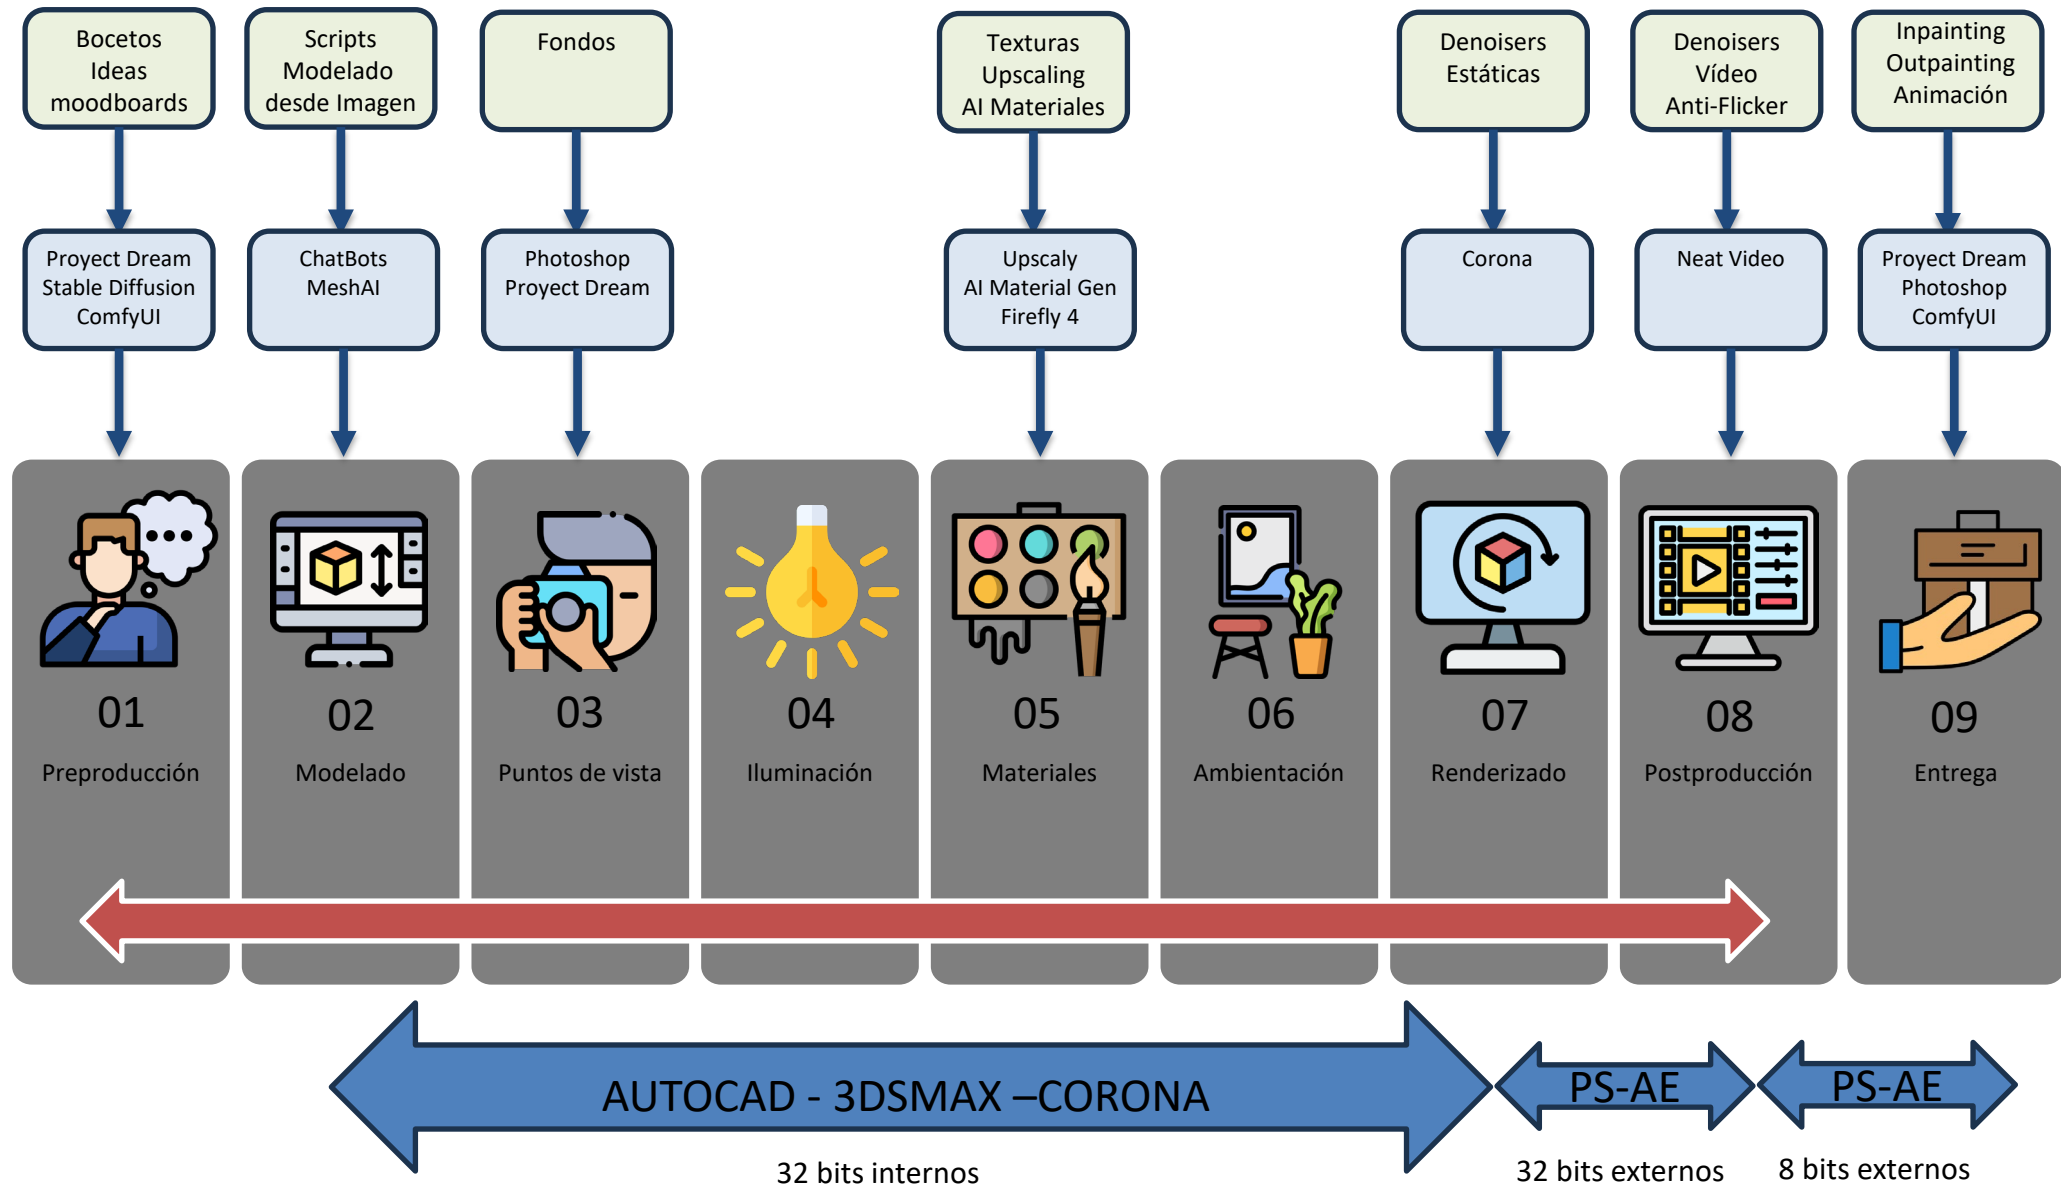 Bocetos
Ideas
moodboards
Scripts
Modelado
desde Imagen
Fondos
Texturas
Upscaling
AI Materiales
Denoisers
Estáticas
Denoisers
Vídeo
Anti-Flicker
Inpainting
Outpainting
Animación
Proyect Dream
Stable Diffusion
ComfyUI
ChatBots
MeshAI
Photoshop
Proyect Dream
Upscaly
AI Material Gen
Firefly 4
Corona
Neat Video
Proyect Dream
Photoshop
ComfyUI
01
Preproducción
02
Modelado
03
Puntos de vista
04
Iluminación
05
Materiales
06
Ambientación
07
Renderizado
08
Postproducción
09
Entrega
AUTOCAD - 3DSMAX –CORONA
PS-AE
PS-AE
32 bits internos
32 bits externos
8 bits externos